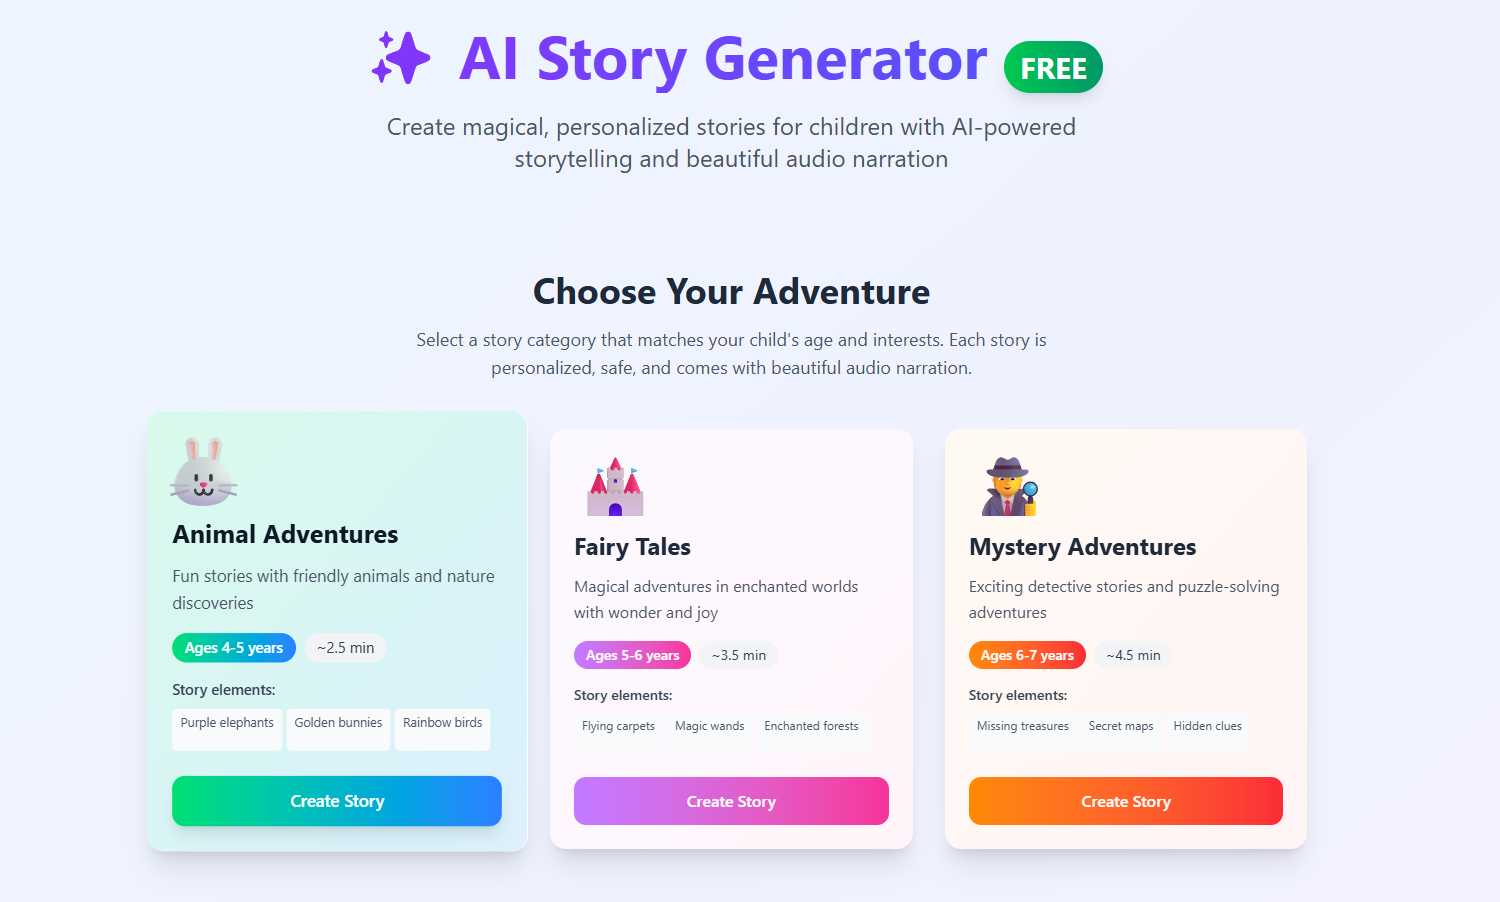 AI Story Generator FREE
Create magical, personalized stories for children with AI-powered
storytelling and beautiful audio narration
Choose Your Adventure
Select a story category that matches your child's age and interests. Each story is
personalized, safe, and comes with beautiful audio narration.
Animal Adventures
Fun stories with friendly animals and nature
discoveries
Ages 4-5 years ~2.5 min
Story elements:
Purple elephants Golden bunnies Rainbow birds
Create Story
Fairy Tales
Magical adventures in enchanted worlds
with wonder and joy
Ages 5-6 years ~3.5 min
Story elements:
Flying carpets Magic wands Enchanted forests
Create Story
Mystery Adventures
Exciting detective stories and puzzle-solving
adventures
Ages 6-7 years ~4.5 min
Story elements:
Missing treasures Secret maps Hidden clues
Create Story